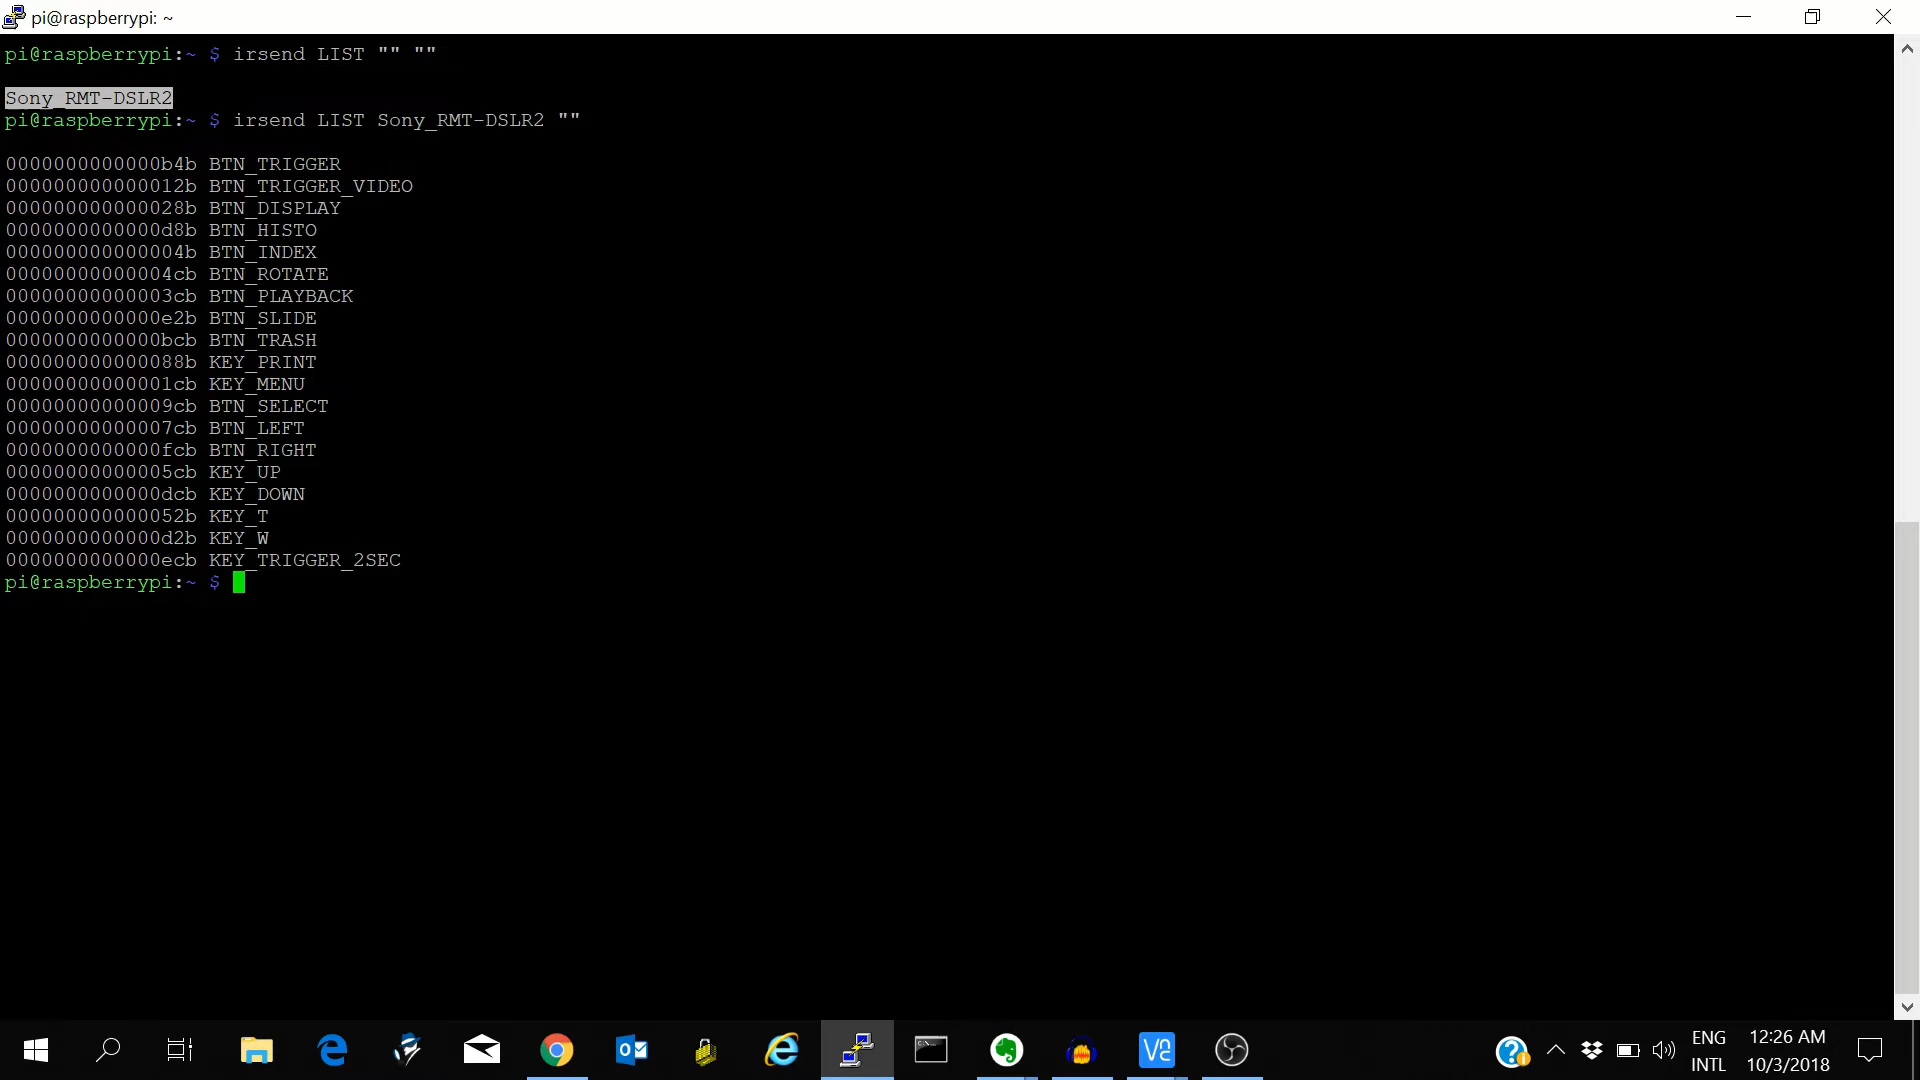 pi@raspberrypi: ~
pi@raspberrypi:~ $ irsend LIST "" ""
Sony_RMT-DSLR2
pi@raspberrypi:~ $ irsend LIST Sony_RMT-DSLR2 ""
0000000000000b4b BTN_TRIGGER
000000000000012b BTN_TRIGGER_VIDEO
000000000000028b BTN_DISPLAY
0000000000000d8b BTN_HISTO
000000000000004b BTN_INDEX
00000000000004cb BTN_ROTATE
00000000000003cb BTN_PLAYBACK
0000000000000e2b BTN_SLIDE
0000000000000bcb BTN_TRASH
000000000000088b KEY_PRINT
00000000000001cb KEY_MENU
00000000000009cb BTN_SELECT
00000000000007cb BTN_LEFT
0000000000000fcb BTN_RIGHT
00000000000005cb KEY_UP
0000000000000dcb KEY_DOWN
000000000000052b KEY_T
0000000000000d2b KEY_W
0000000000000ecb KEY_TRIGGER_2SEC
pi@raspberrypi:~ $
ENG
INTL
12:26 AM
10/3/2018